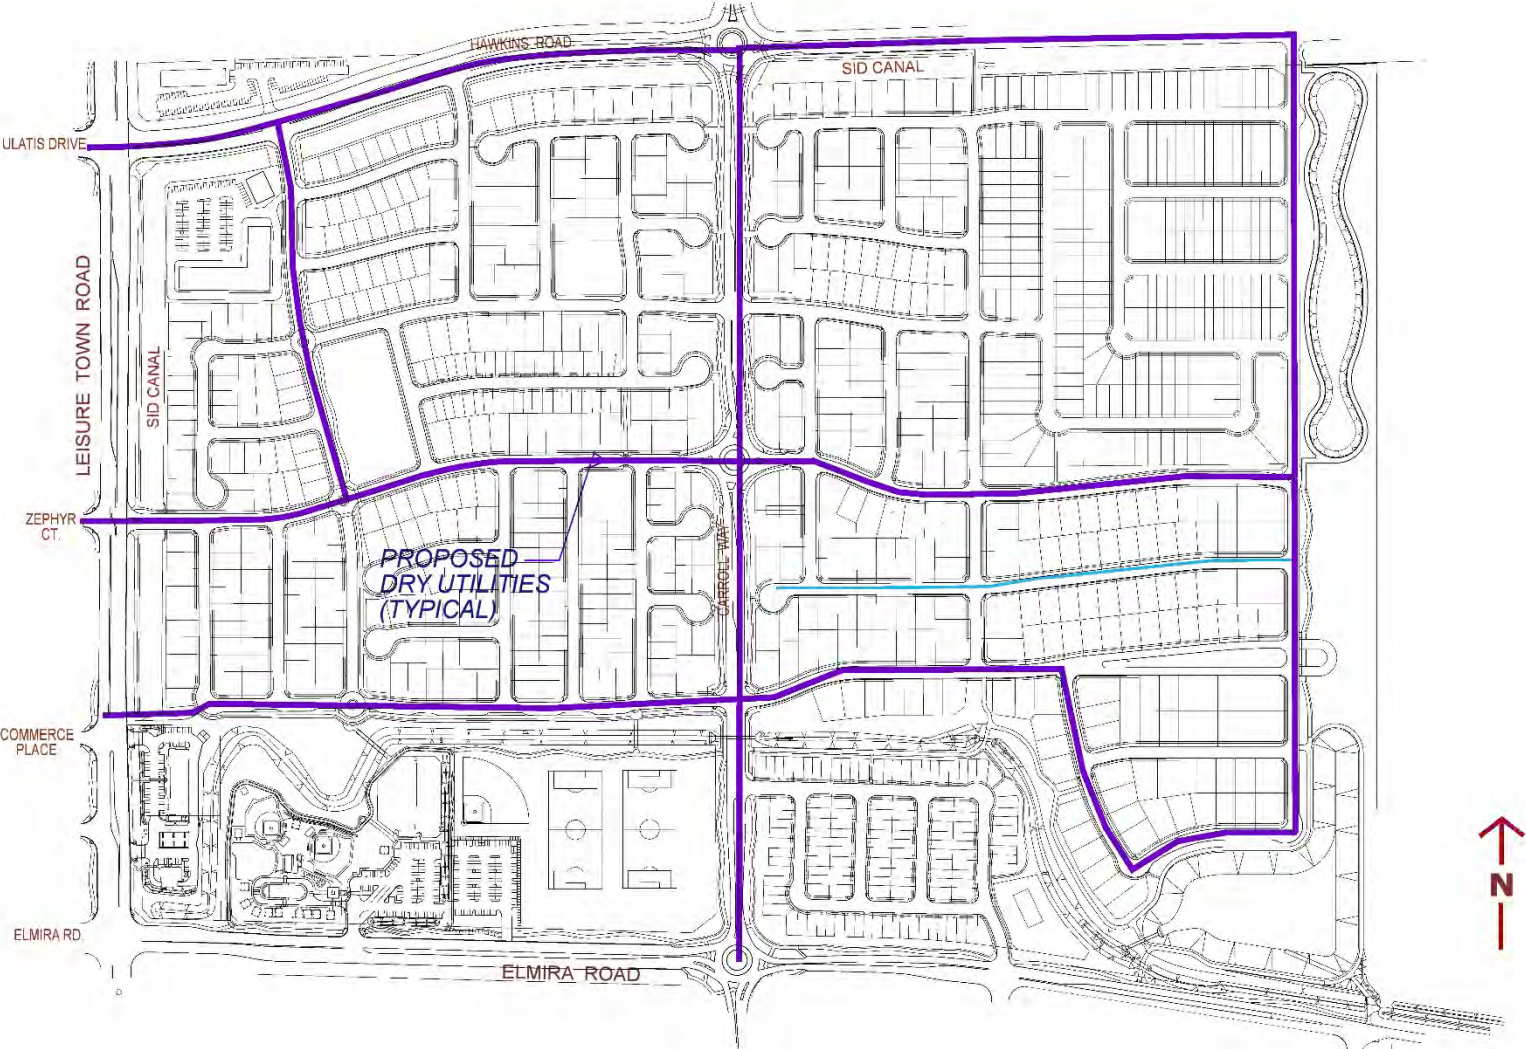 HAWKINS ROAD
SID CANAL
ULATIS DRIVE
LEISURE TOWN ROAD
SID CANAL
ZEPHYR
CT.
PROPOSED
DRY UTILITIES
(TYPICAL)
CARROLL WAY
COMMERCE
PLACE
N
ELMIRA RD.
ELMIRA ROAD